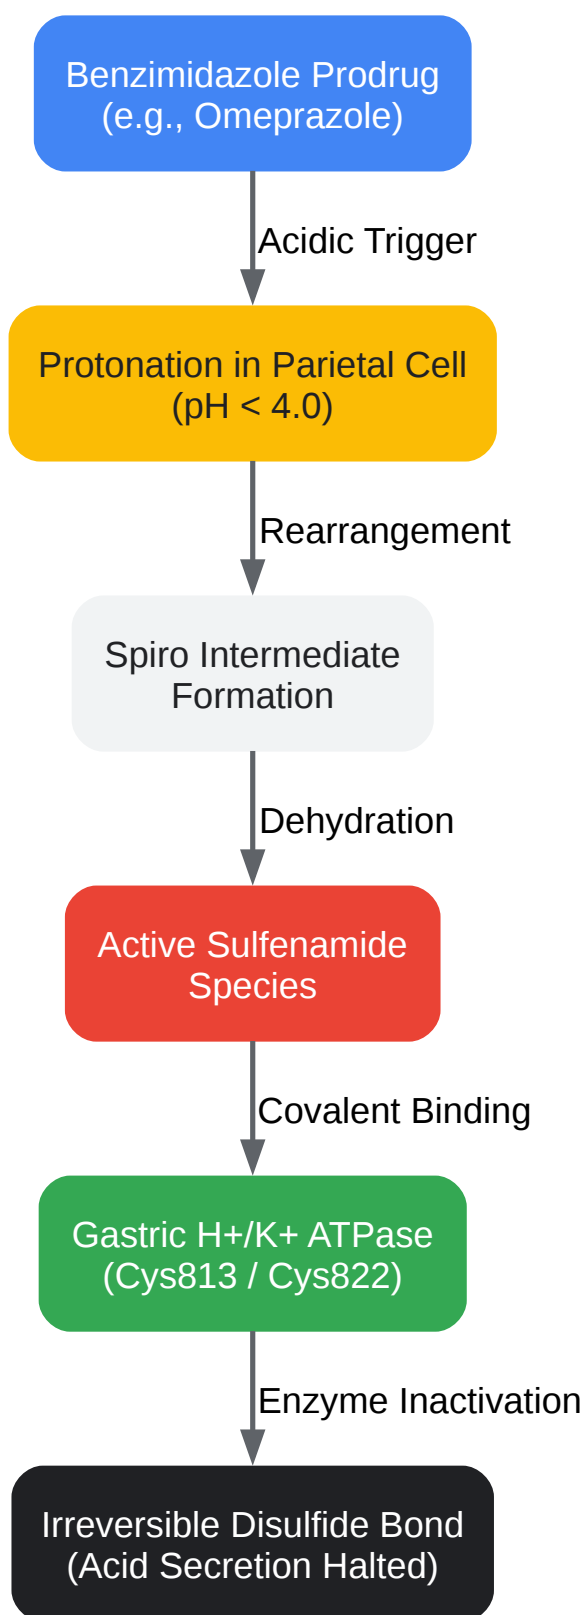 Benzimidazole Prodrug
(e.g., Omeprazole)
Acidic Trigger
Protonation in Parietal Cell
(pH < 4.0)
Rearrangement
Spiro Intermediate
Formation
Dehydration
Active Sulfenamide
Species
Covalent Binding
Gastric H+/K+ ATPase
(Cys813 / Cys822)
Enzyme Inactivation
Irreversible Disulfide Bond
(Acid Secretion Halted)